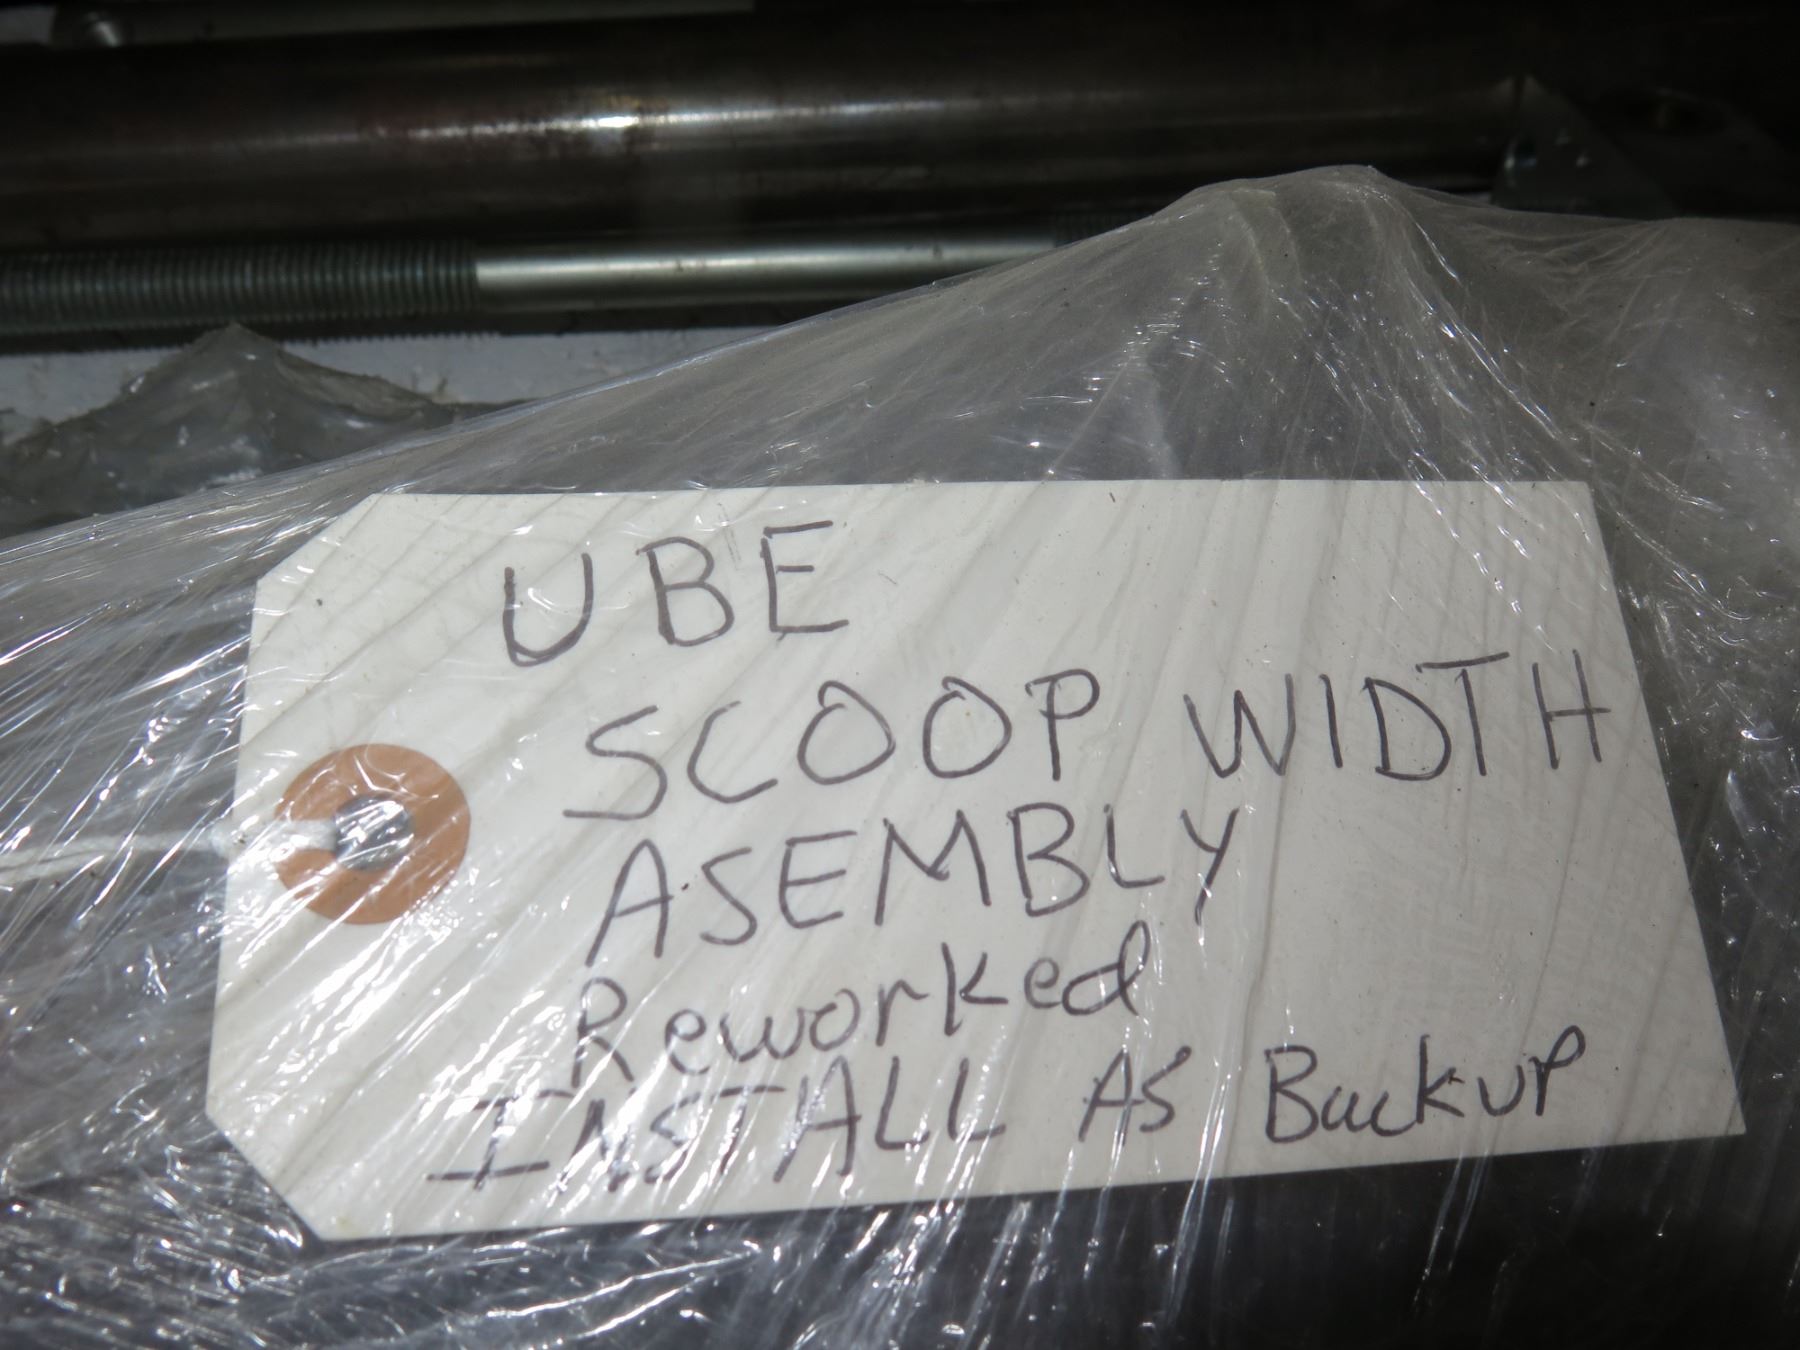 UBE
SCOOP WIDTH
ASEMBLY
Reworked
INSTALL AS Backup